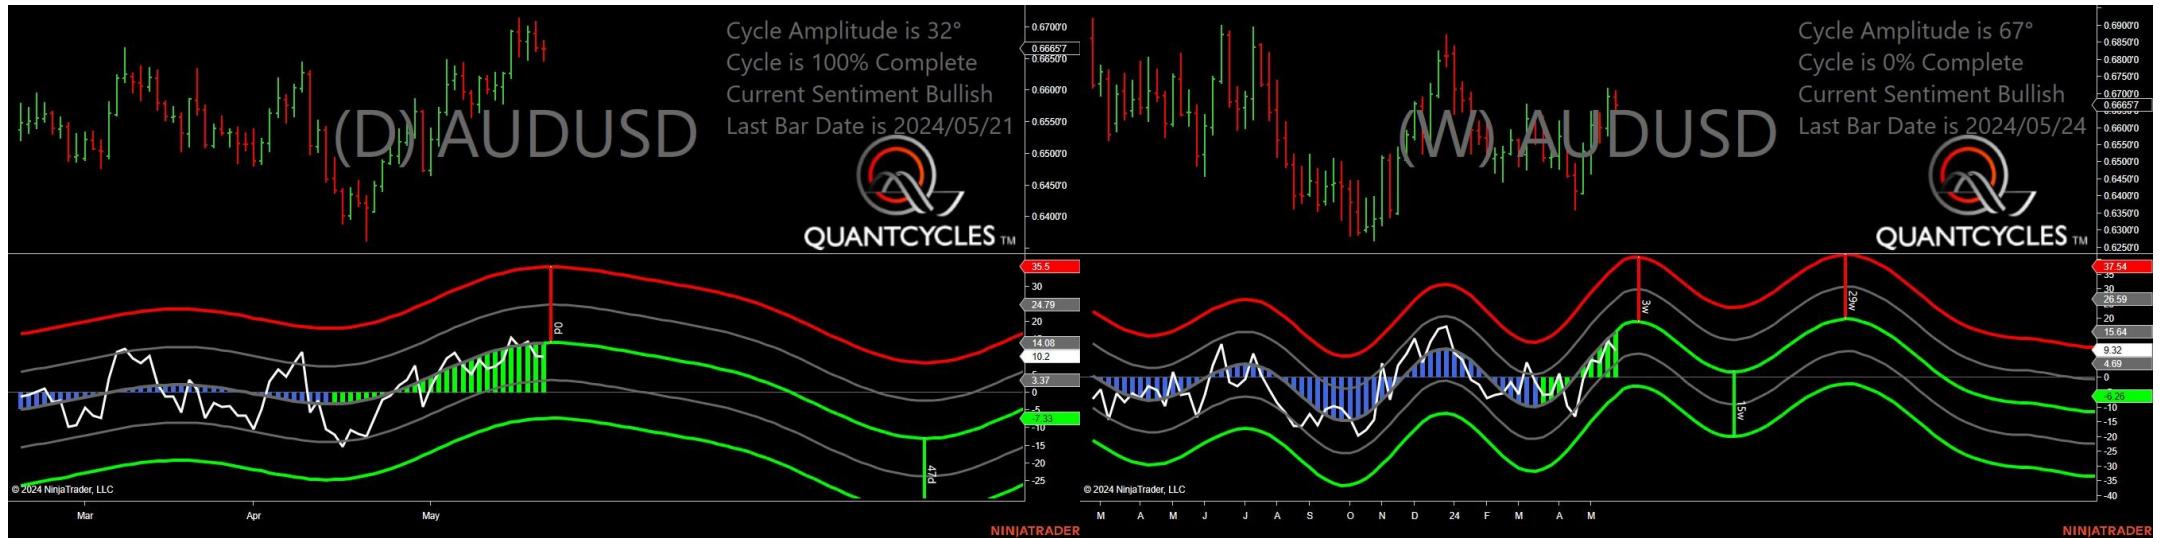 Cycle Amplitude is 32°
Cycle is 100% Complete
Current Sentiment Bullish
Last Bar Date is 2024/05/21
(D) AUDUSD
QUANTCYCLES TM
0.6700'0
0.66657
0.6650'0
0.6600'0
0.6550'0
0.6500'0
0.6450'0
0.6400'0
35.5
30
24.79
20
14.08
10.2
5
3.37
0
-5
-7.33
-10
-15
-20
-25
0d
47d
© 2024 NinjaTrader, LLC
Mar
Apr
May
NINJATRADER
Cycle Amplitude is 67°
Cycle is 0% Complete
Current Sentiment Bullish
Last Bar Date is 2024/05/24
(W) AUDUSD
QUANTCYCLES TM
0.6900'0
0.6850'0
0.6800'0
0.6750'0
0.6700'0
0.66657
0.6600'0
0.6550'0
0.6500'0
0.6450'0
0.6400'0
0.6350'0
0.6300'0
0.6250'0
37.54
35
30
26.59
20
15.64
9.32
4.69
0
-6.26
-10
-15
-20
-25
-30
-35
-40
3w
29w
15w
© 2024 NinjaTrader, LLC
M A M J J A S O N D 24 F M A M
NINJATRADER